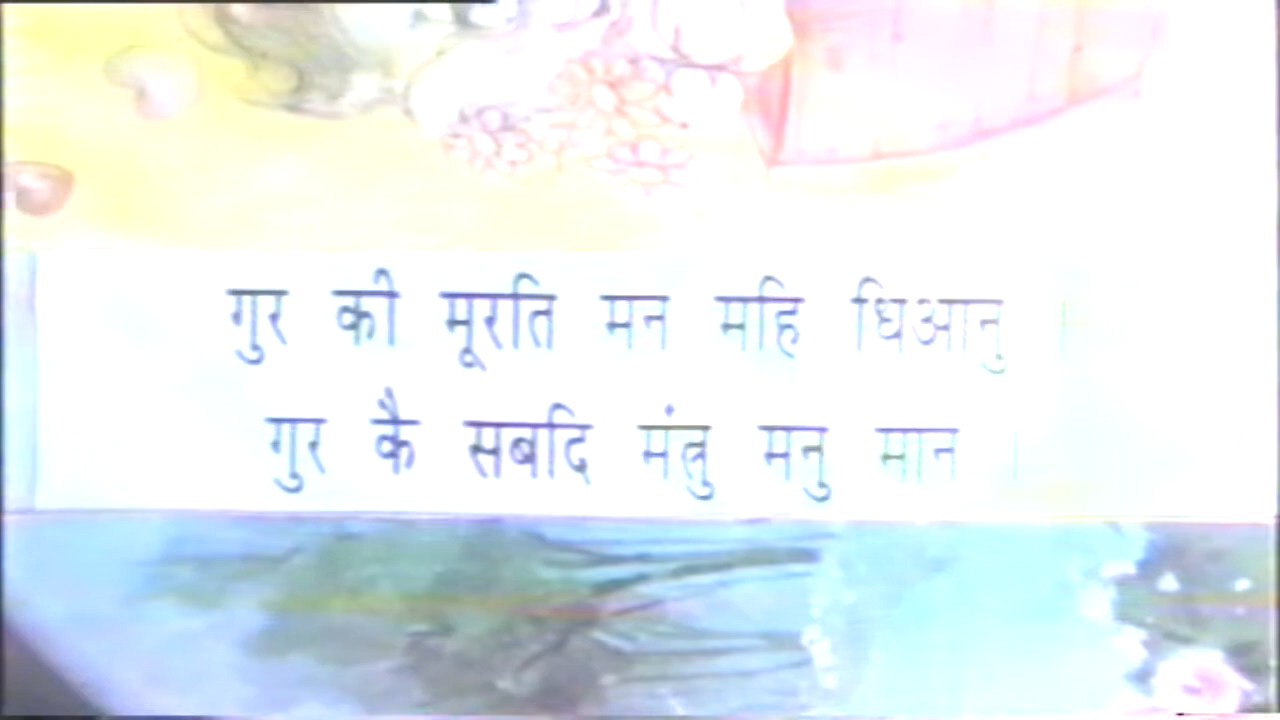 गुर की मूरति मन महि धिआनु ।
गुर कै सबदि मंत्रु मनु मान ।